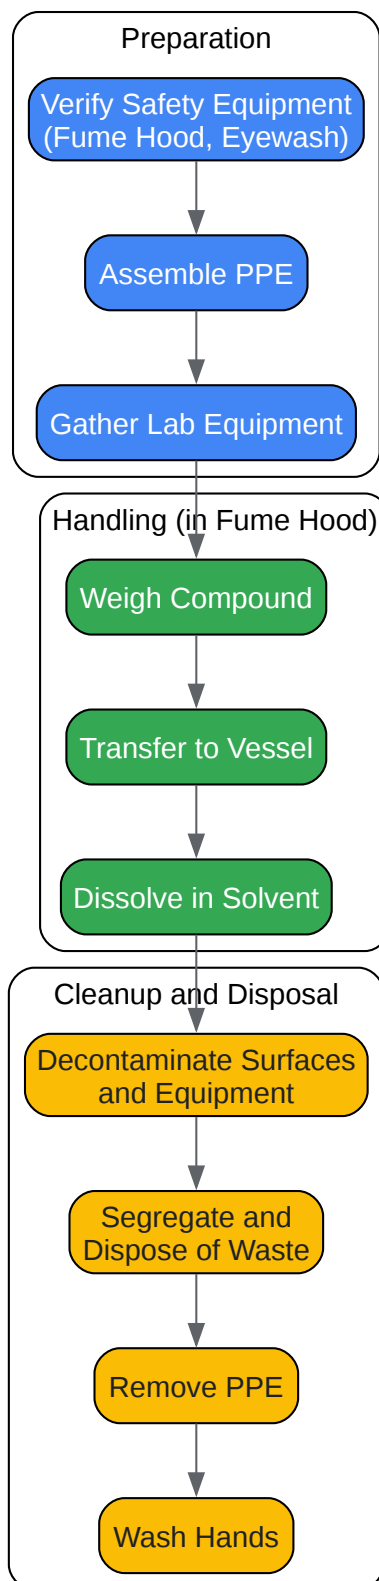 Preparation
Verify Safety Equipment
(Fume Hood, Eyewash)
Assemble PPE
Gather Lab Equipment
Handling (in Fume Hood)
Weigh Compound
Transfer to Vessel
Dissolve in Solvent
Cleanup and Disposal
Decontaminate Surfaces
and Equipment
Segregate and
Dispose of Waste
Remove PPE
Wash Hands